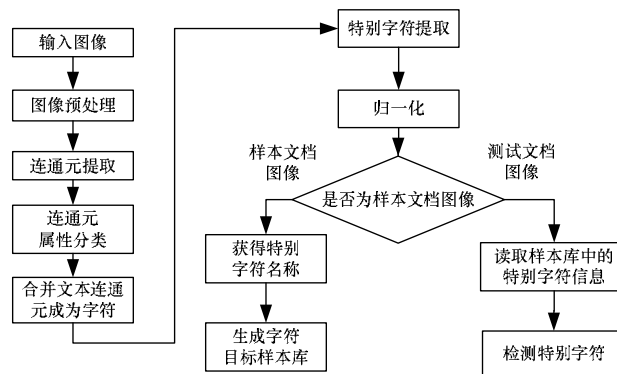 输入图像
图像预处理
连通元提取
连通元
属性分类
合并文本连通
元成为字符
特别字符提取
归一化
样本文档
图像
测试文档
图像
是否为样本文档图像
获得特别
字符名称
生成字符
目标样本库
读取样本库中的
特别字符信息
检测特别字符